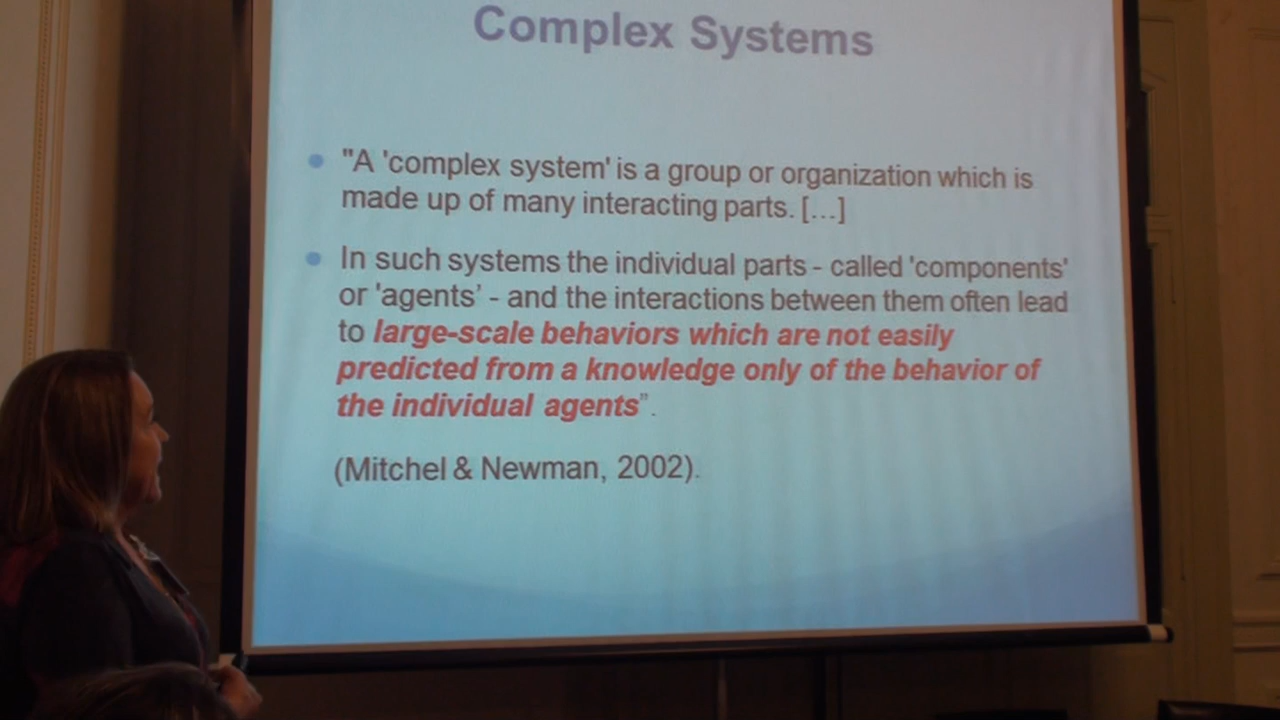 Complex Systems
"A 'complex system' is a group or organization which is
made up of many interacting parts. […]
In such systems the individual parts - called 'components'
or 'agents’ - and the interactions between them often lead
to large-scale behaviors which are not easily
predicted from a knowledge only of the behavior of
the individual agents”.
(Mitchel & Newman, 2002).